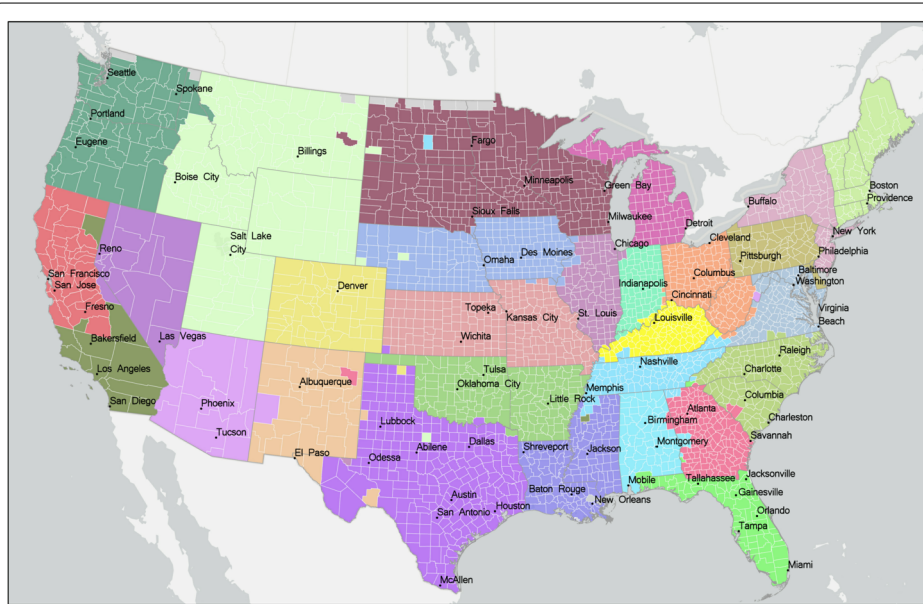 Seattle
Spokane
Portland
Eugene
Billings
Boise City
Fargo
Minneapolis
Sioux Falls
Green Bay
Milwaukee
Detroit
Buffalo
Boston
Providence
Salt Lake
City
Reno
Omaha
Des Moines
Chicago
Cleveland
New York
Pittsburgh
Philadelphia
San Francisco
San Jose
Fresno
Denver
Indianapolis
Columbus
Cincinnati
Baltimore
Washington
Topeka
Kansas City
St. Louis
Louisville
Virginia
Beach
Las Vegas
Bakersfield
Wichita
Nashville
Raleigh
Los Angeles
Albuquerque
Tulsa
Oklahoma City
Memphis
Charlotte
San Diego
Phoenix
Little Rock
Columbia
Tucson
Lubbock
Atlanta
Birmingham
Charleston
El Paso
Odessa
Abilene
Dallas
Shreveport
Jackson
Montgomery
Savannah
Austin
Baton Rouge
Mobile
Tallahassee
Jacksonville
San Antonio
Houston
New Orleans
Gainesville
Orlando
Tampa
McAllen
Miami